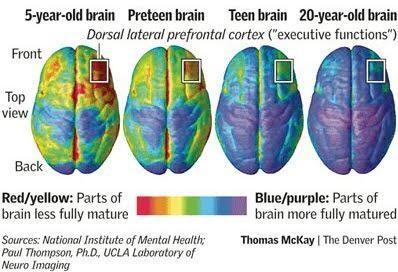 5-year-old brain Preteen brain Teen brain 20-year-old brain
Dorsal lateral prefrontal cortex ("executive functions")
Front
Top
view
Back
Red/yellow: Parts of
brain less fully mature
Blue/purple: Parts of
brain more fully matured
Sources: National Institute of Mental Health;
Paul Thompson, Ph.D., UCLA Laboratory of
Neuro Imaging
Thomas McKay | The Denver Post